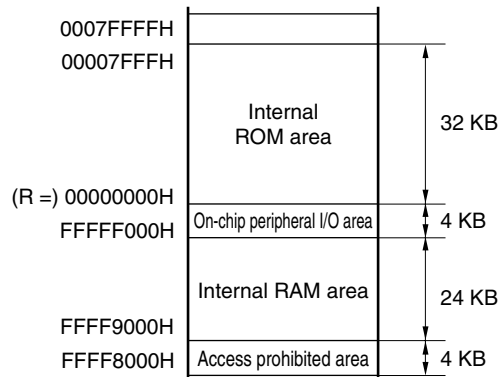 0007FFFFH
00007FFFH
Internal
ROM area
32 KB
(R =) 00000000H
On-chip peripheral I/O area
4 KB
FFFFF000H
Internal RAM area
24 KB
FFFF9000H
FFFF8000H
Access prohibited area
4 KB